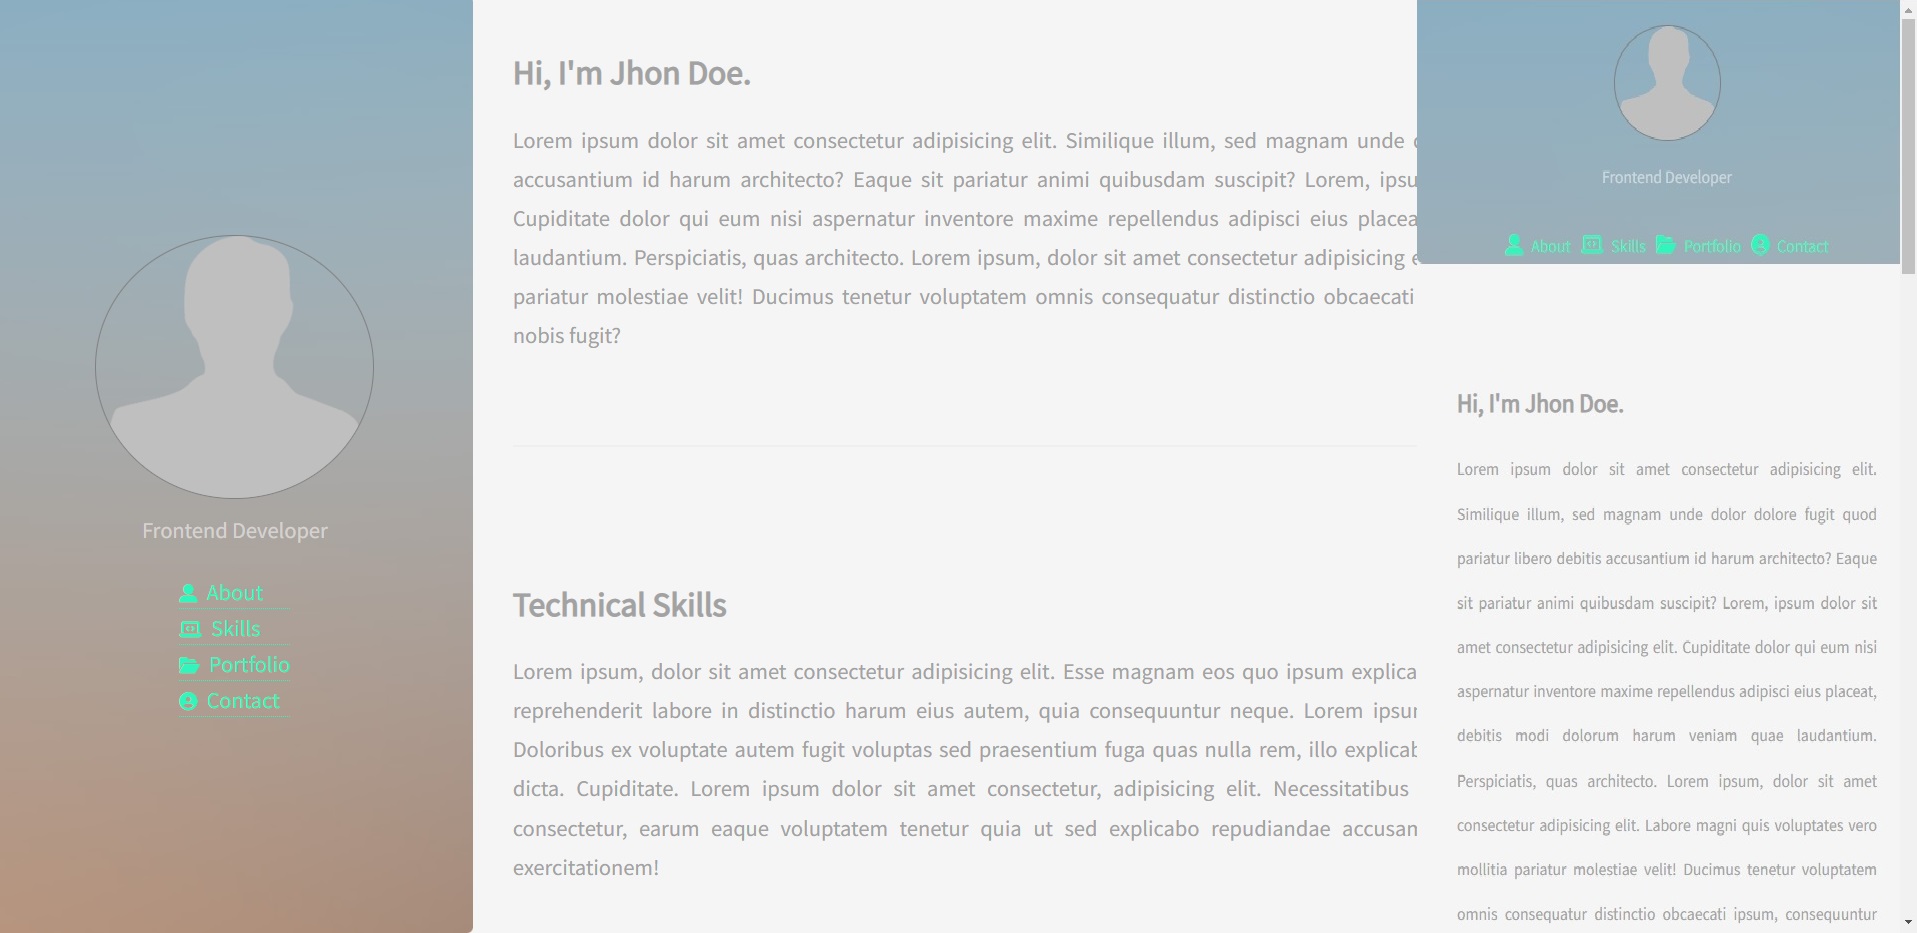 Frontend Developer
About
Skills
Portfolio
Contact
Hi, I'm Jhon Doe.
Lorem ipsum dolor sit amet consectetur adipisicing elit. Similique illum, sed magnam unde
accusantium id harum architecto? Eaque sit pariatur animi quibusdam suscipit? Lorem, ipsu
Cupiditate dolor qui eum nisi aspernatur inventore maxime repellendus adipisci eius placea
laudantium. Perspiciatis, quas architecto. Lorem ipsum, dolor sit amet consectetur adipisicing
pariatur molestiae velit! Ducimus tenetur voluptatem omnis consequatur distinctio obcaecati
nobis fugit?
Technical Skills
Lorem ipsum, dolor sit amet consectetur adipisicing elit. Esse magnam eos quo ipsum explica
reprehenderit labore in distinctio harum eius autem, quia consequuntur neque. Lorem ipsu
Doloribus ex voluptate autem fugit voluptas sed praesentium fuga quas nulla rem, illo explicab
dicta. Cupiditate. Lorem ipsum dolor sit amet consectetur, adipisicing elit. Necessitatibus
consectetur, earum eaque voluptatem tenetur quia ut sed explicabo repudiandae accusan
exercitationem!
Frontend Developer
About Skills Portfolio Contact
Hi, I'm Jhon Doe.
Lorem ipsum dolor sit amet consectetur adipisicing elit.
Similique illum, sed magnam unde dolor dolore fugit quod
pariatur libero debitis accusantium id harum architecto? Eaque
sit pariatur animi quibusdam suscipit? Lorem, ipsum dolor sit
amet consectetur adipisicing elit. Cupiditate dolor qui eum nisi
aspernatur inventore maxime repellendus adipisci eius placeat,
debitis modi dolorum harum veniam quae laudantium.
Perspiciatis, quas architecto. Lorem ipsum, dolor sit amet
consectetur adipisicing elit. Labore magni quis voluptates vero
mollitia pariatur molestiae velit! Ducimus tenetur voluptatem
omnis consequatur distinctio obcaecati ipsum, consequuntur